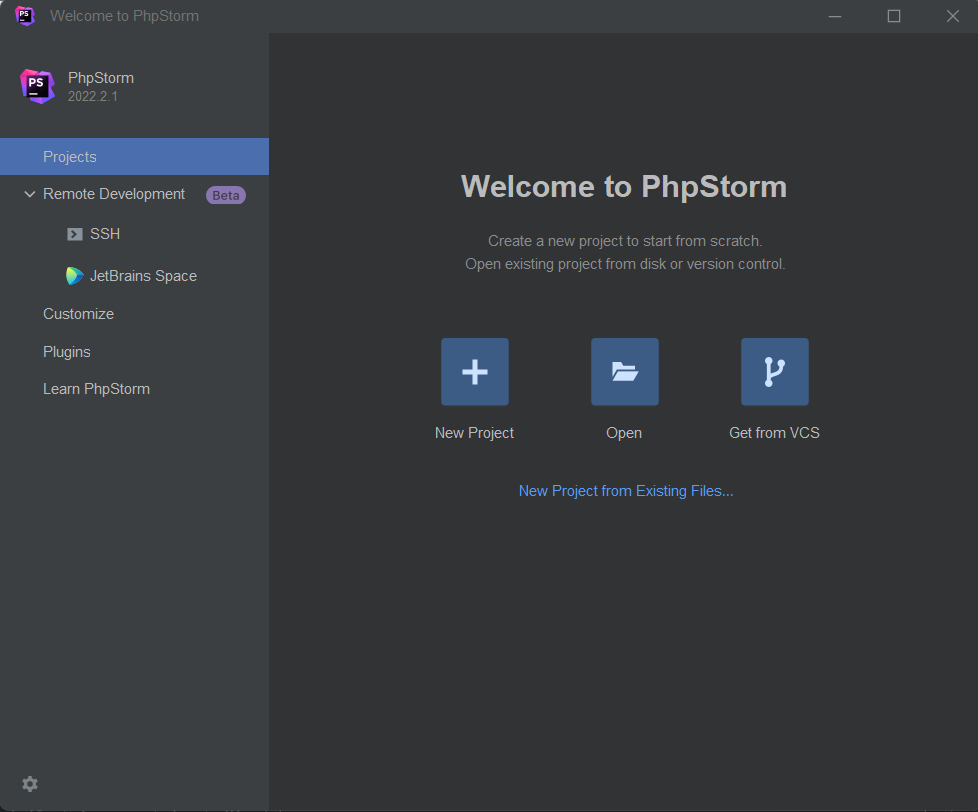 PS
Welcome to PhpStorm
PS
PhpStorm
2022.2.1
Projects
Remote Development Beta
SSH
JetBrains Space
Customize
Plugins
Learn PhpStorm
Welcome to PhpStorm
Create a new project to start from scratch.
Open existing project from disk or version control.
New Project
Open
Get from VCS
New Project from Existing Files...